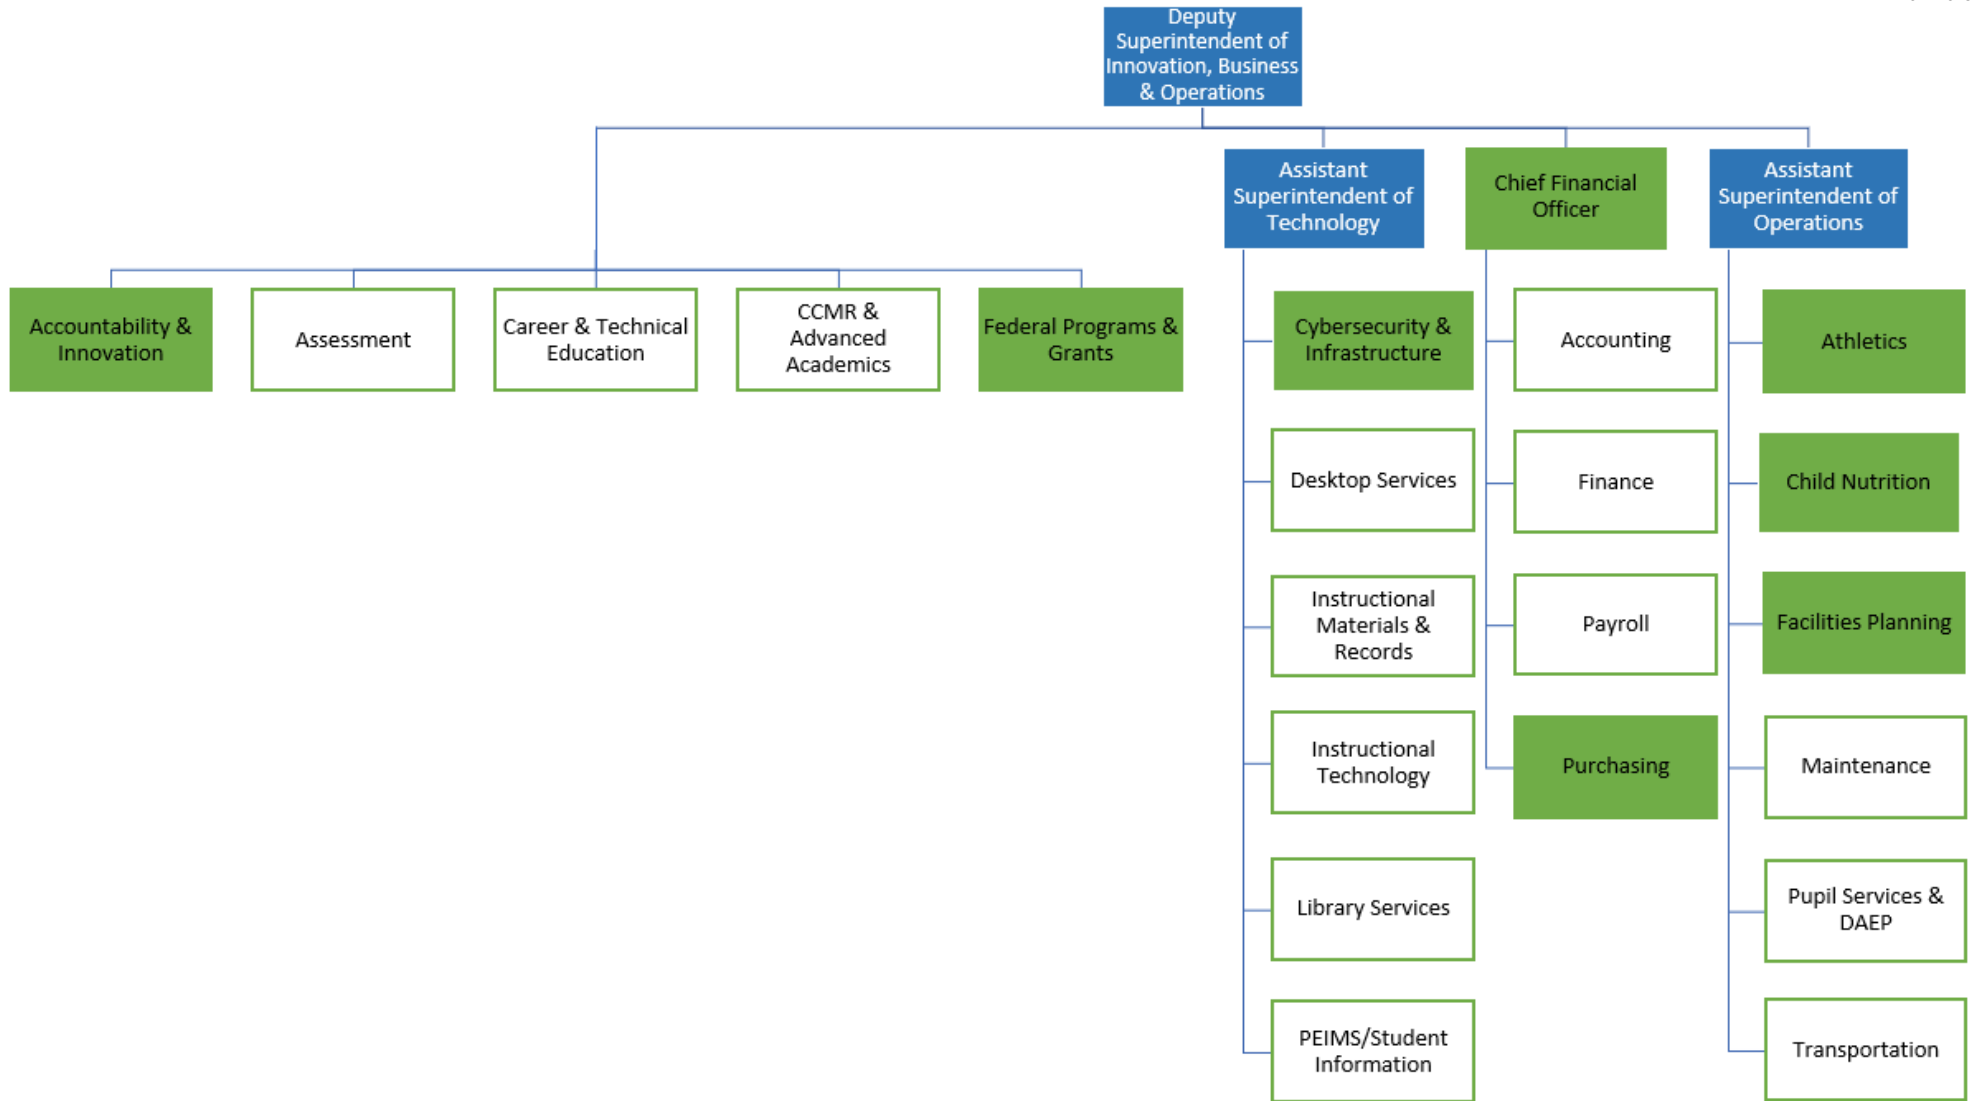 Deputy
Superintendent of
Innovation, Business
& Operations
Assistant
Superintendent of
Technology
Chief Financial
Officer
Assistant
Superintendent of
Operations
Accountability &
Innovation
Assessment
Career & Technical
Education
CCMR &
Advanced
Academics
Federal Programs &
Grants
Cybersecurity &
Infrastructure
Accounting
Athletics
Desktop Services
Finance
Child Nutrition
Instructional
Materials &
Records
Payroll
Facilities Planning
Instructional
Technology
Purchasing
Maintenance
Library Services
Pupil Services &
DAEP
PEIMS/Student
Information
Transportation